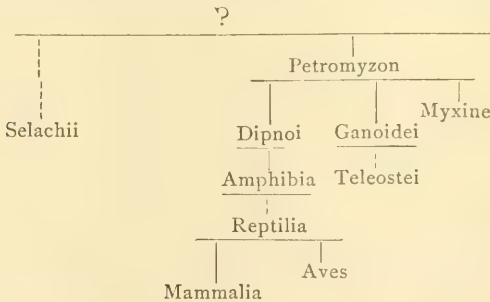 ?
Petromyzon
Selachii Dipnoi Ganoidei Myxine
Amphibia Teleostei
Reptilia
Mammalia Aves